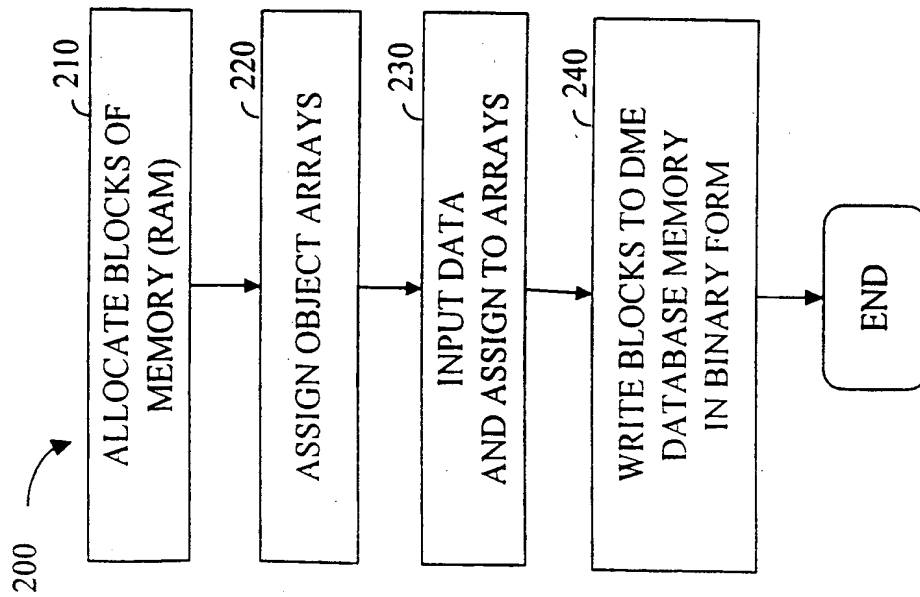 200
210
ALLOCATE BLOCKS OF
MEMORY (RAM)
220
ASSIGN OBJECT ARRAYS
230
INPUT DATA
AND ASSIGN TO ARRAYS
240
WRITE BLOCKS TO DME
DATABASE MEMORY
IN BINARY FORM
END